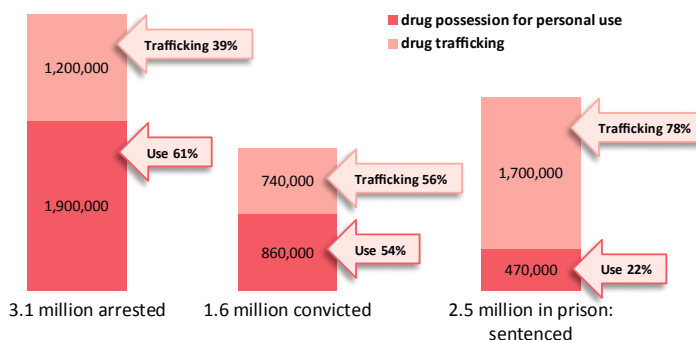 drug possession for personal use
drug trafficking
Trafficking 39%
1,200,000
Use 61%
1,900,000
3.1 million arrested
740,000
Trafficking 56%
860,000
Use 54%
1.6 million convicted
Trafficking 78%
1,700,000
470,000
Use 22%
2.5 million in prison:
sentenced